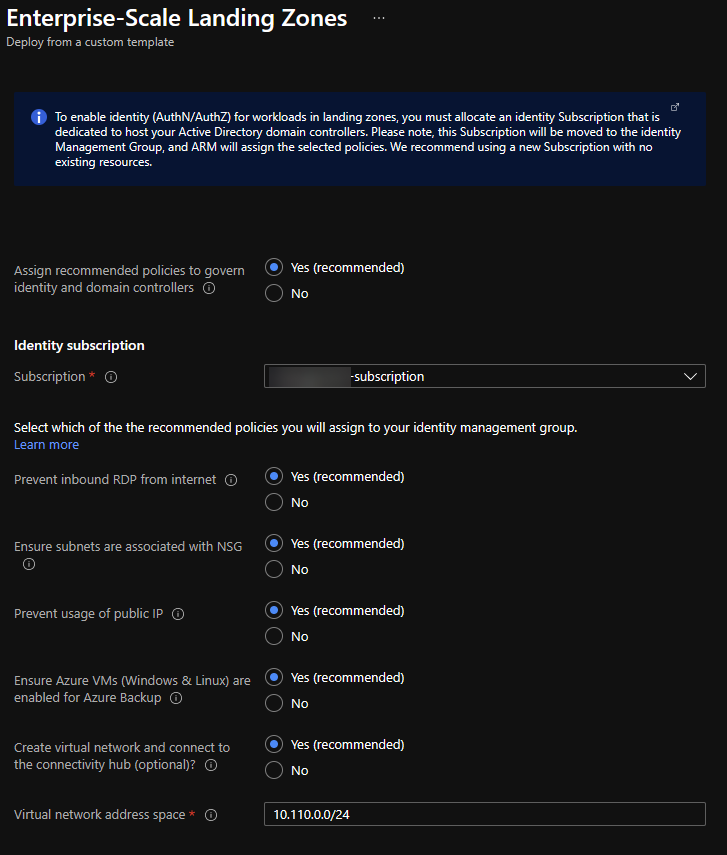 Enterprise-Scale Landing Zones ...
Deploy from a custom template
To enable identity (AuthN/AuthZ) for workloads in landing zones, you must allocate an identity Subscription that is
dedicated to host your Active Directory domain controllers. Please note, this Subscription will be moved to the identity
Management Group, and ARM will assign the selected policies. We recommend using a new Subscription with no
existing resources.
Assign recommended policies to govern
identity and domain controllers
Yes (recommended)
No
Identity subscription
Subscription *
-subscription
Select which of the the recommended policies you will assign to your identity management group.
Learn more
Prevent inbound RDP from internet
Yes (recommended)
No
Ensure subnets are associated with NSG
Yes (recommended)
No
Prevent usage of public IP
Yes (recommended)
No
Ensure Azure VMs (Windows & Linux) are
enabled for Azure Backup
Yes (recommended)
No
Create virtual network and connect to
the connectivity hub (optional)?
Yes (recommended)
No
Virtual network address space *
10.110.0.0/24